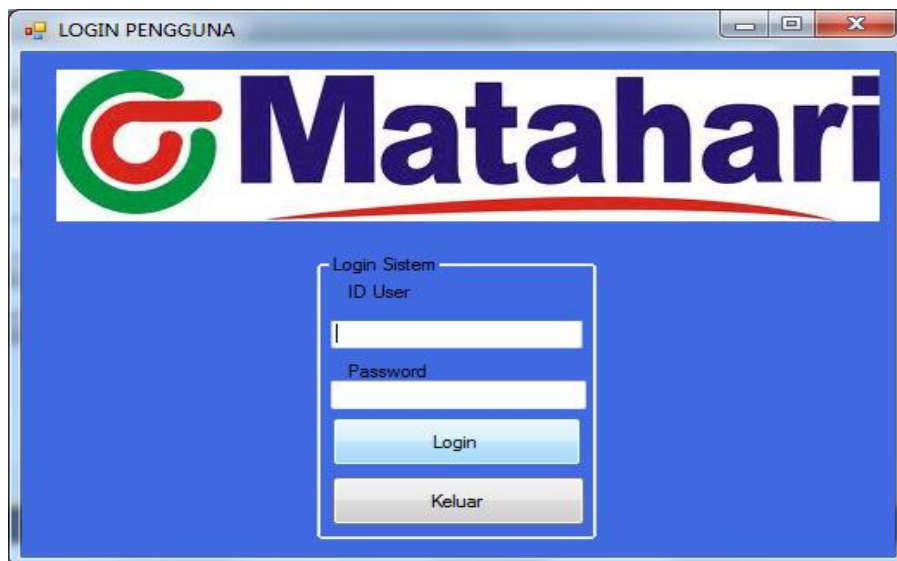 LOGIN PENGGUNA
Matahari
Login Sistem
ID User
Password
Login
Keluar